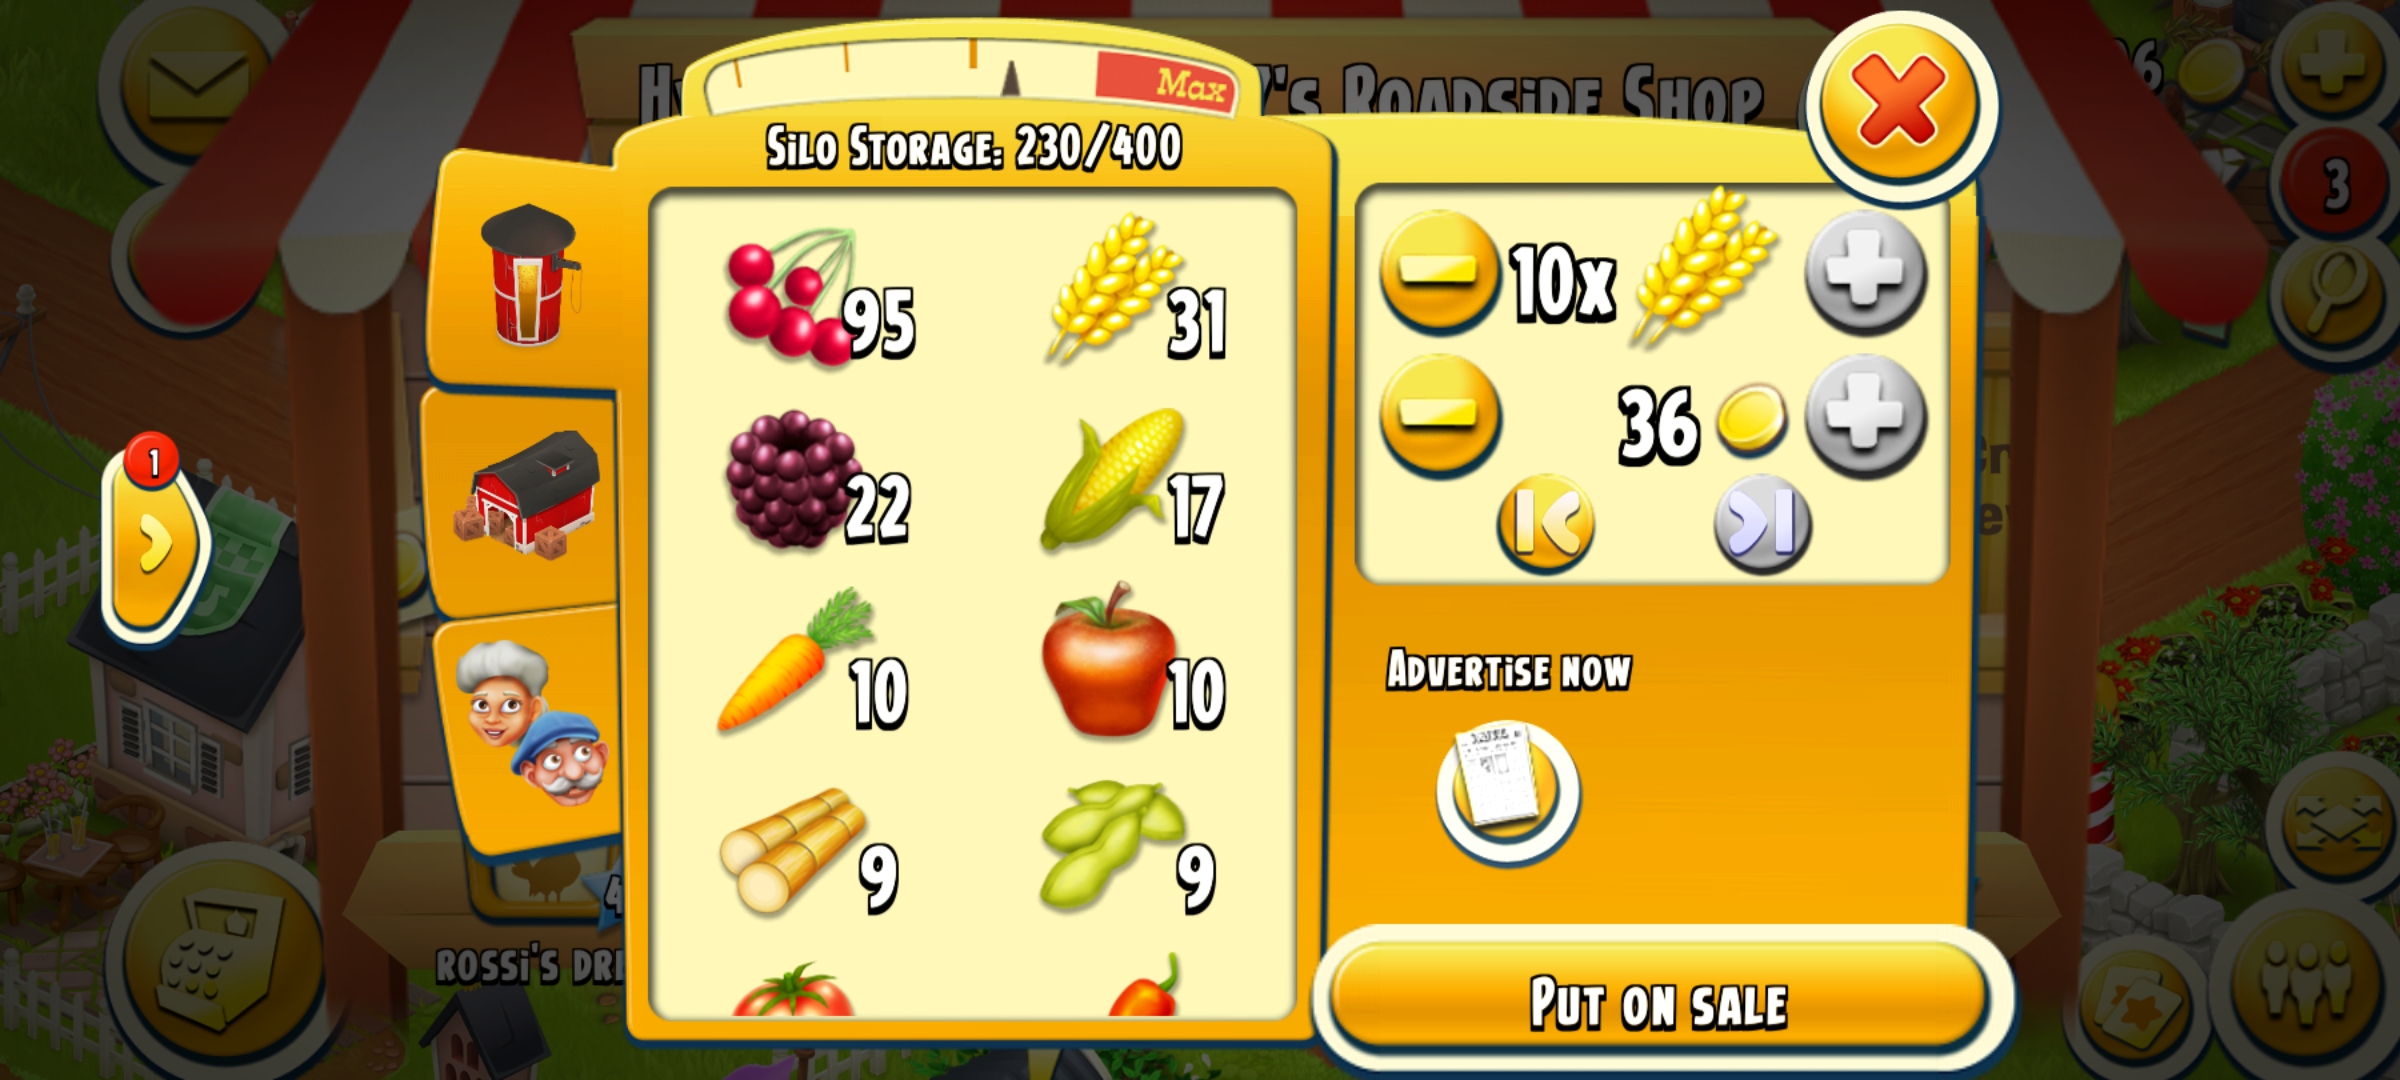 Max
'S ROADSIDE SHOP
SILO STORAGE: 230/400
3
95
31
10x
36
1
22
17
10
10
ADVERTISE NOW
9
9
ROSSI'S
PUT ON SALE